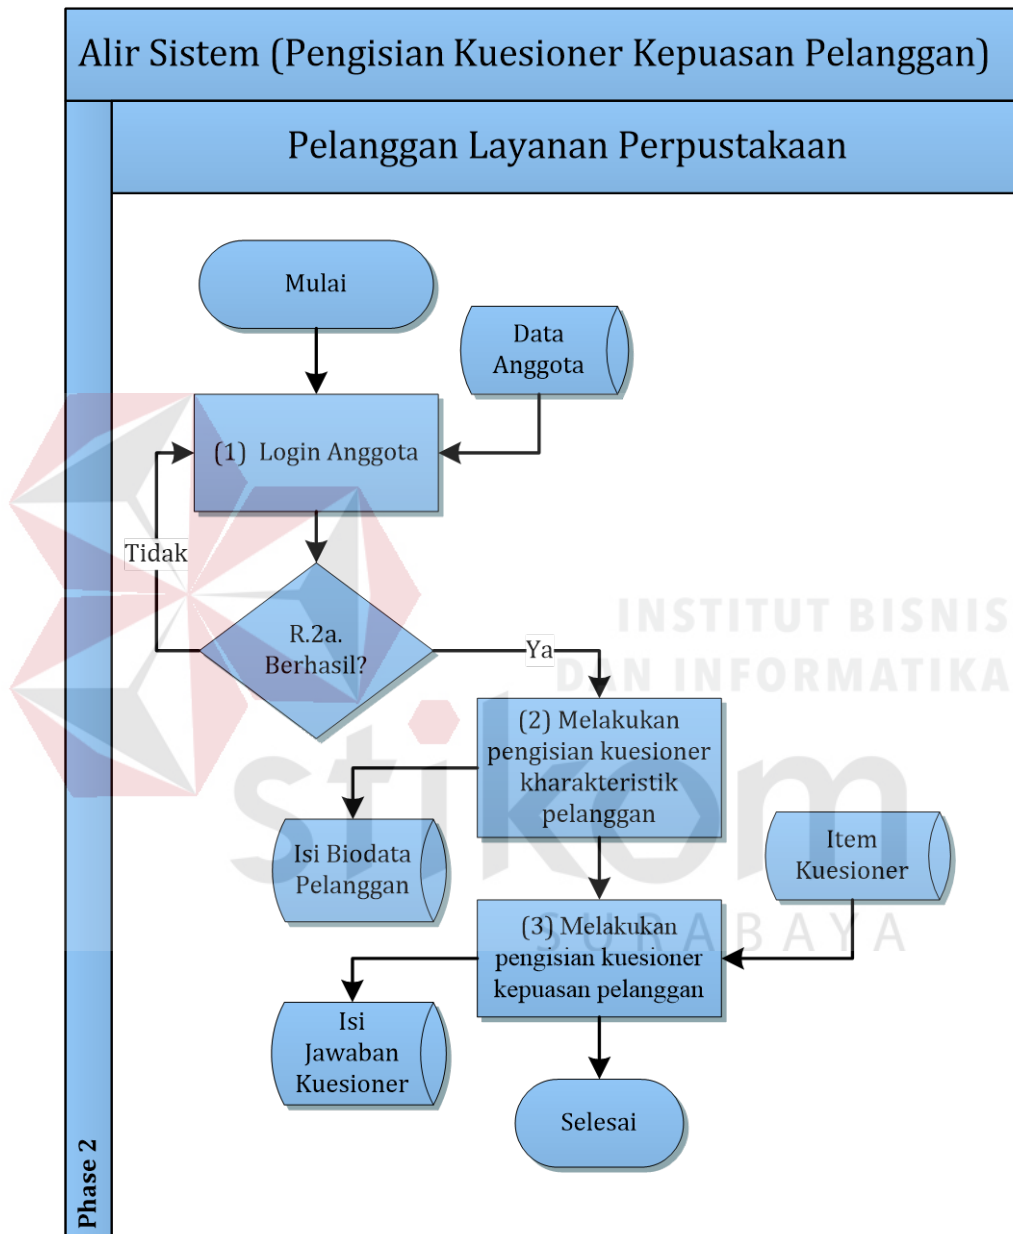 Alir Sistem (Pengisian Kuesioner Kepuasan Pelanggan)
Pelanggan Layanan Perpustakaan
Mulai
Data
Anggota
(1) Login Anggota
Tidak
R.2a.
Berhasil?
Ya
INSTITUT BISNIS
DAN INFORMATIKA
stikom
SURABAYA
(2) Melakukan
pengisian kuesioner
kharakteristik
pelanggan
Isi Biodata
Pelanggan
Item
Kuesioner
(3) Melakukan
pengisian kuesioner
kepuasan pelanggan
Isi
Jawaban
Kuesioner
Selesai
Phase 2